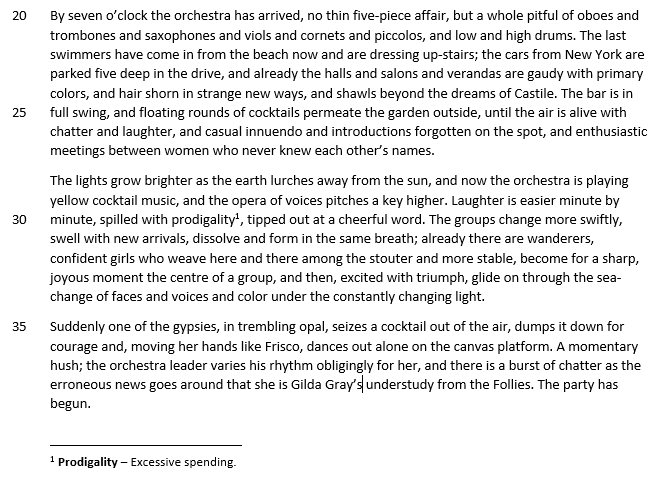 20 By seven o’clock the orchestra has arrived, no thin five-piece affair, but a whole pitful of oboes and
trombones and saxophones and viols and cornets and piccolos, and low and high drums. The last
swimmers have come in from the beach now and are dressing up-stairs; the cars from New York are
parked five deep in the drive, and already the halls and salons and verandas are gaudy with primary
colors, and hair shorn in strange new ways, and shawls beyond the dreams of Castile. The bar is in
25 full swing, and floating rounds of cocktails permeate the garden outside, until the air is alive with
chatter and laughter, and casual innuendo and introductions forgotten on the spot, and enthusiastic
meetings between women who never knew each other’s names.
The lights grow brighter as the earth lurches away from the sun, and now the orchestra is playing
yellow cocktail music, and the opera of voices pitches a key higher. Laughter is easier minute by
30 minute, spilled with prodigality¹, tipped out at a cheerful word. The groups change more swiftly,
swell with new arrivals, dissolve and form in the same breath; already there are wanderers,
confident girls who weave here and there among the stouter and more stable, become for a sharp,
joyous moment the centre of a group, and then, excited with triumph, glide on through the sea-
change of faces and voices and color under the constantly changing light.
35 Suddenly one of the gypsies, in trembling opal, seizes a cocktail out of the air, dumps it down for
courage and, moving her hands like Frisco, dances out alone on the canvas platform. A momentary
hush; the orchestra leader varies his rhythm obligingly for her, and there is a burst of chatter as the
erroneous news goes around that she is Gilda Gray’s understudy from the Follies. The party has
begun.
¹ Prodigality – Excessive spending.